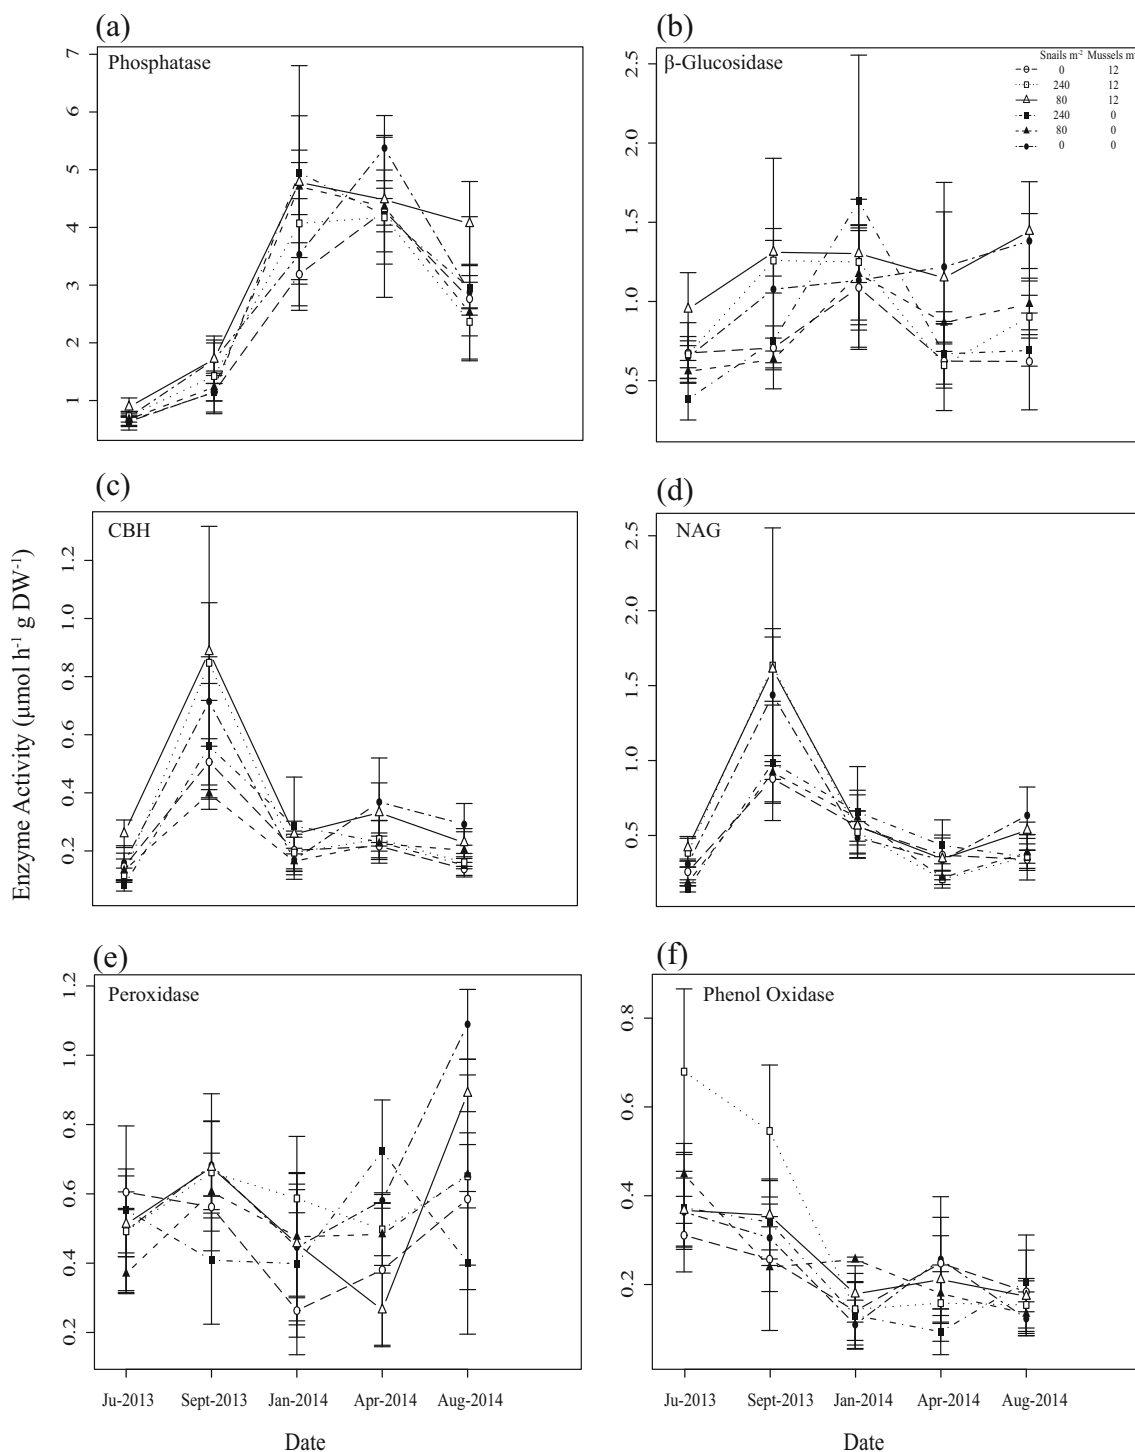 (a)
Phosphatase
7
6
5
4
3
2
1
(b)
β-Glucosidase
Snails m-2 Mussels m
0 12
240 12
80 12
240 0
80 0
0 0
2.5
2.0
1.5
1.0
0.5
(c)
CBH
1.2
1.0
0.8
0.6
0.4
0.2
(d)
NAG
2.5
2.0
1.5
1.0
0.5
Enzyme Activity (μmol h-1 g DW-1)
(e)
Peroxidase
1.2
1.0
0.8
0.6
0.4
0.2
Ju-2013 Sept-2013 Jan-2014 Apr-2014 Aug-2014
Date
(f)
Phenol Oxidase
0.8
0.6
0.4
0.2
Ju-2013 Sept-2013 Jan-2014 Apr-2014 Aug-2014
Date